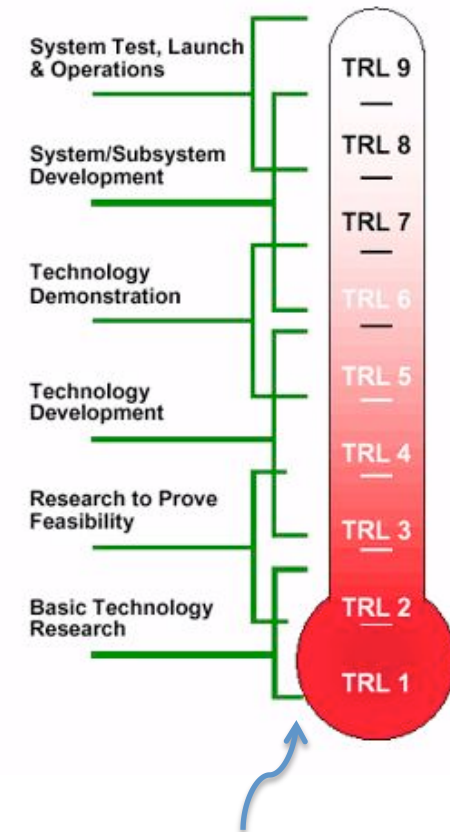 System Test, Launch
& Operations
System/Subsystem
Development
Technology
Demonstration
Technology
Development
Research to Prove
Feasibility
Basic Technology
Research
TRL 9
TRL 8
TRL 7
TRL 6
TRL 5
TRL 4
TRL 3
TRL 2
TRL 1